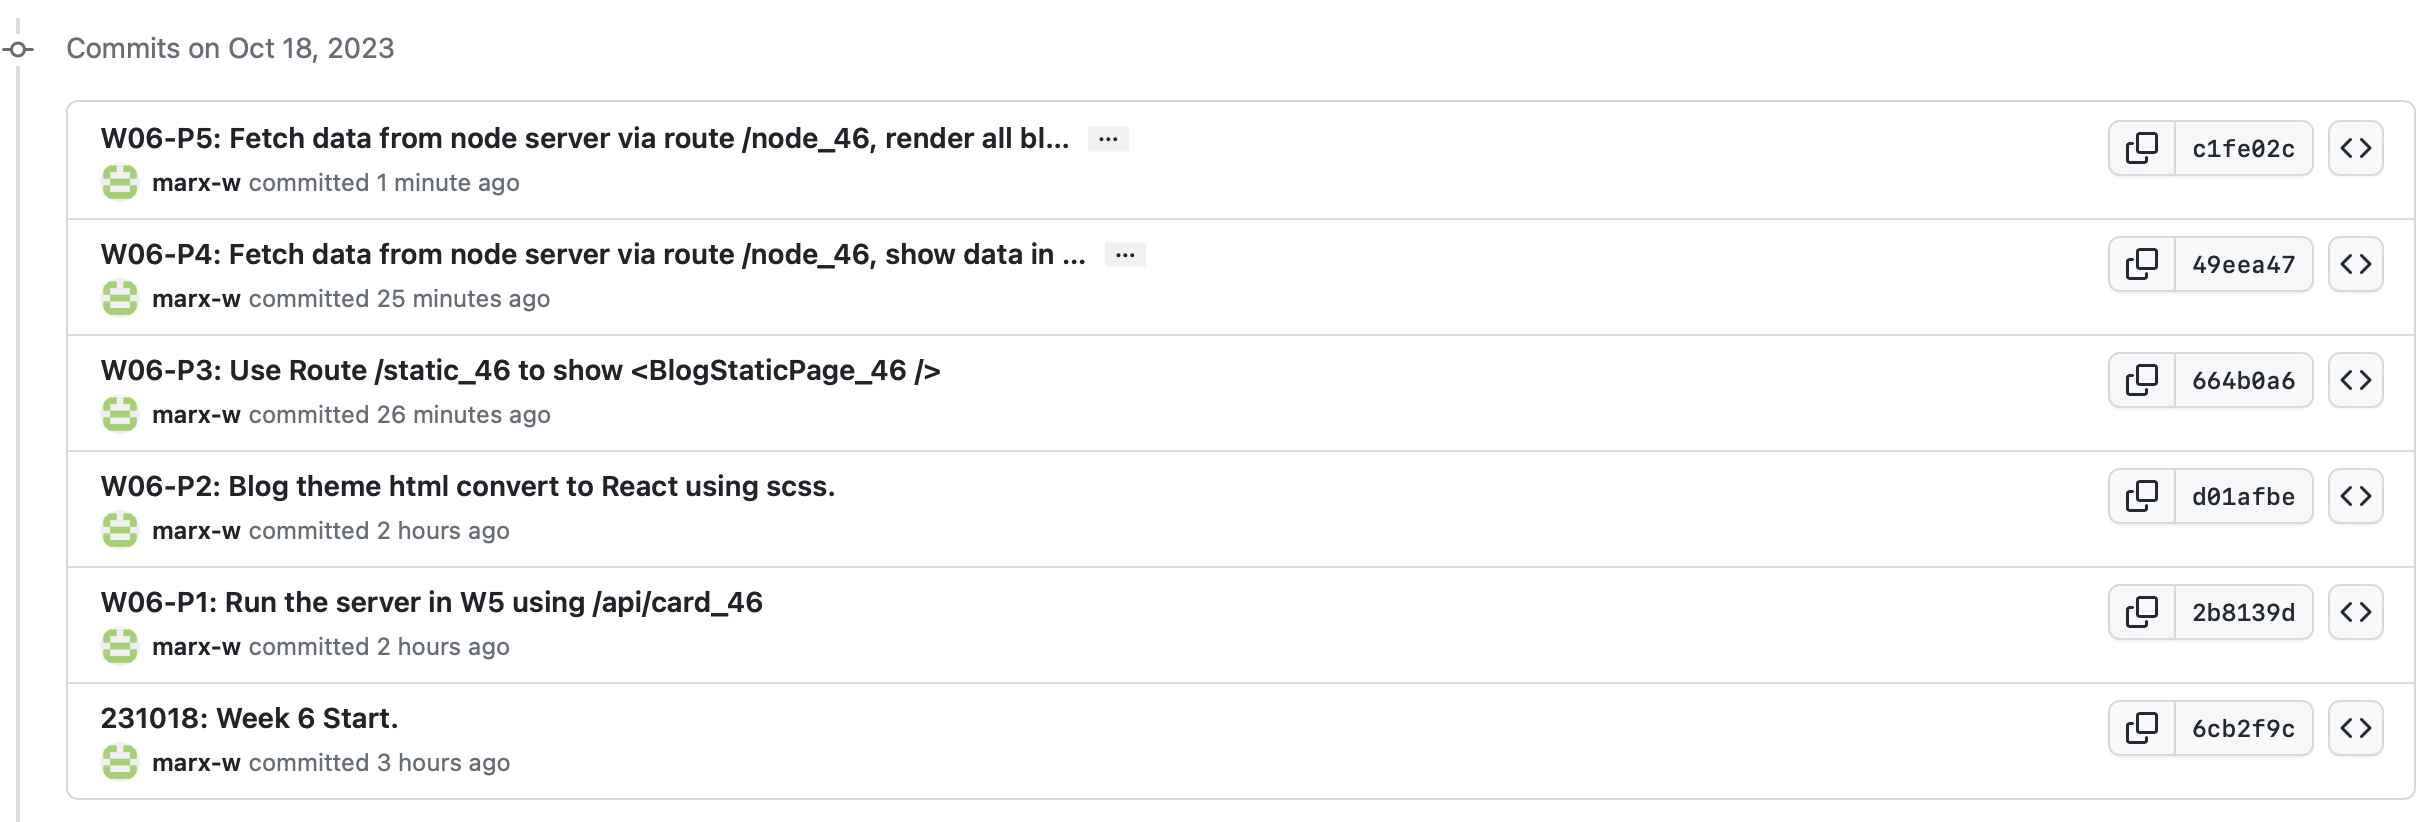 Commits on Oct 18, 2023
W06-P5: Fetch data from node server via route /node_46, render all bl... ...
c1fe02c
marx-w committed 1 minute ago
W06-P4: Fetch data from node server via route /node_46, show data in ... ...
49eea47
marx-w committed 25 minutes ago
W06-P3: Use Route /static_46 to show <BlogStaticPage_46 />
664b0a6
marx-w committed 26 minutes ago
W06-P2: Blog theme html convert to React using scss.
d01afbe
marx-w committed 2 hours ago
W06-P1: Run the server in W5 using /api/card_46
2b8139d
marx-w committed 2 hours ago
231018: Week 6 Start.
6cb2f9c
marx-w committed 3 hours ago